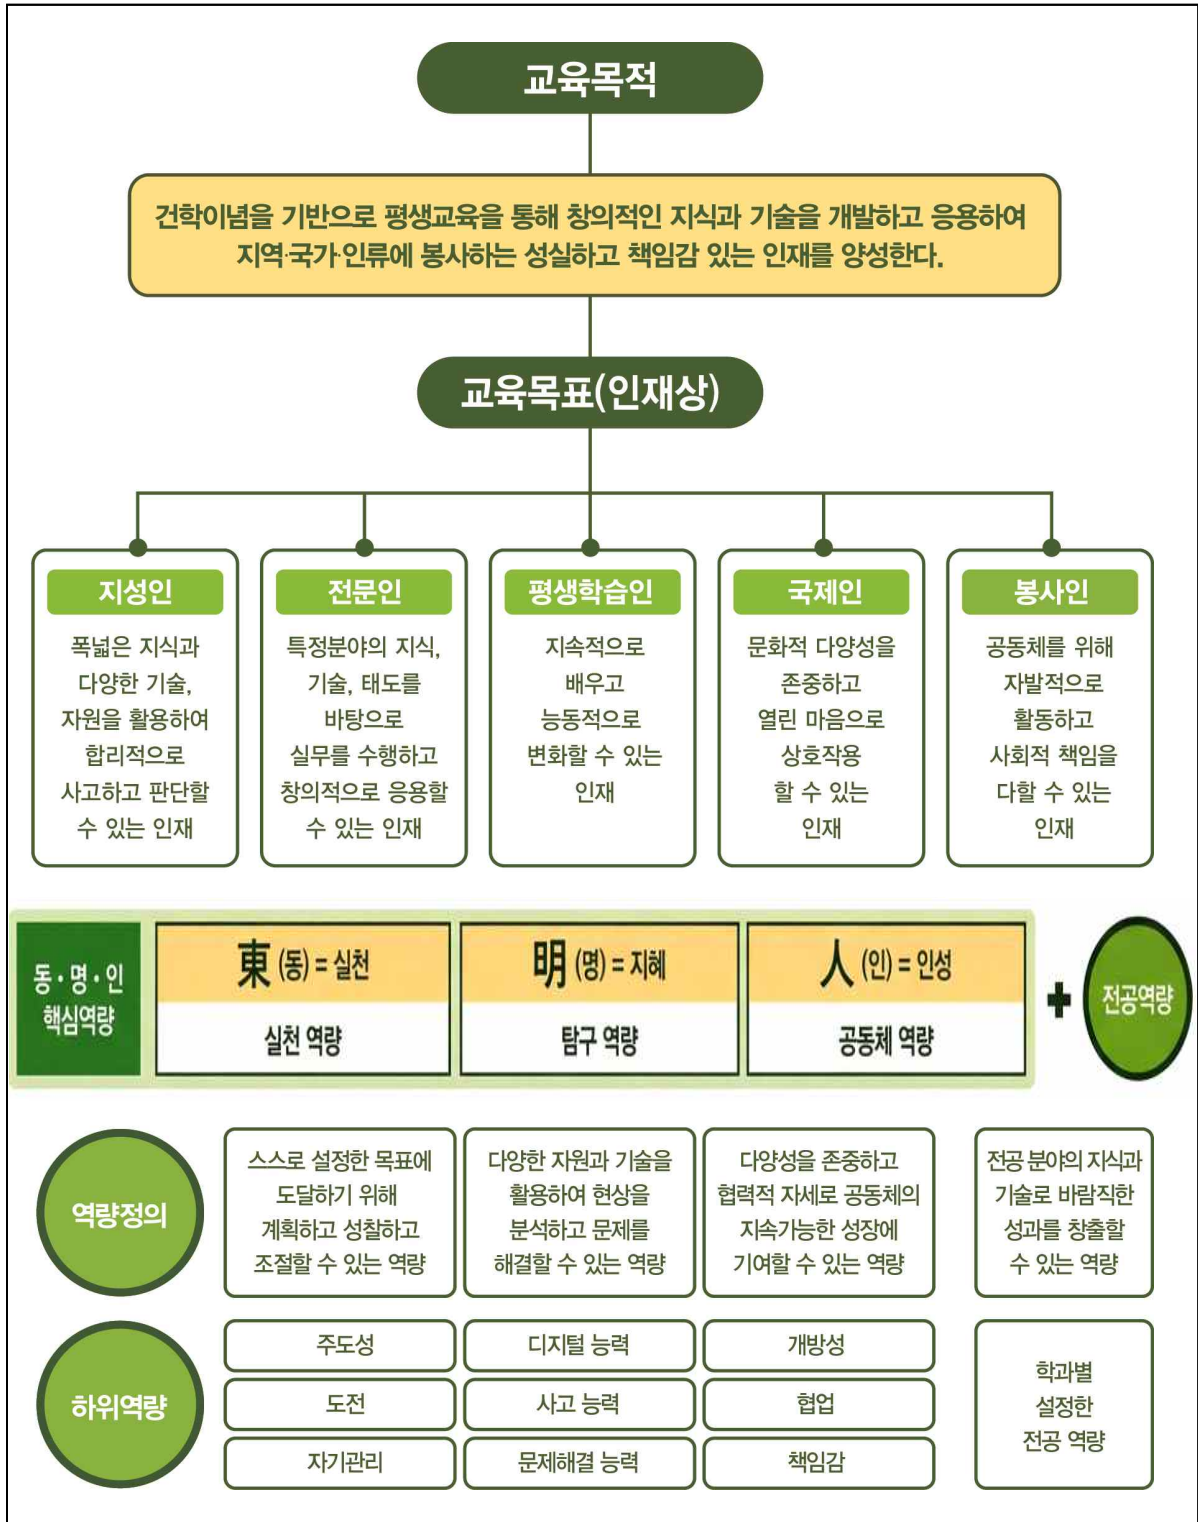 교육목적
건학이념을 기반으로 평생교육을 통해 창의적인 지식과 기술을 개발하고 응용하여
지역·국가·인류에 봉사하는 성실하고 책임감 있는 인재를 양성한다.
교육목표(인재상)
지성인
폭넓은 지식과
다양한 기술,
자원을 활용하여
합리적으로
사고하고 판단할
수 있는 인재
전문인
특정분야의 지식,
기술, 태도를
바탕으로
실무를 수행하고
창의적으로 응용할
수 있는 인재
평생학습인
지속적으로
배우고
능동적으로
변화할 수 있는
인재
국제인
문화적 다양성을
존중하고
열린 마음으로
상호작용
할 수 있는
인재
봉사인
공동체를 위해
자발적으로
활동하고
사회적 책임을
다할 수 있는
인재
동·명·인
핵심역량
東 (동) = 실천
실천 역량
明 (명) = 지혜
탐구 역량
人 (인) = 인성
공동체 역량
+
전공역량
역량정의
스스로 설정한 목표에
도달하기 위해
계획하고 성찰하고
조절할 수 있는 역량
다양한 자원과 기술을
활용하여 현상을
분석하고 문제를
해결할 수 있는 역량
다양성을 존중하고
협력적 자세로 공동체의
지속가능한 성장에
기여할 수 있는 역량
전공 분야의 지식과
기술로 바람직한
성과를 창출할
수 있는 역량
하위역량
주도성
도전
자기관리
디지털 능력
사고 능력
문제해결 능력
개방성
협업
책임감
학과별
설정한
전공 역량